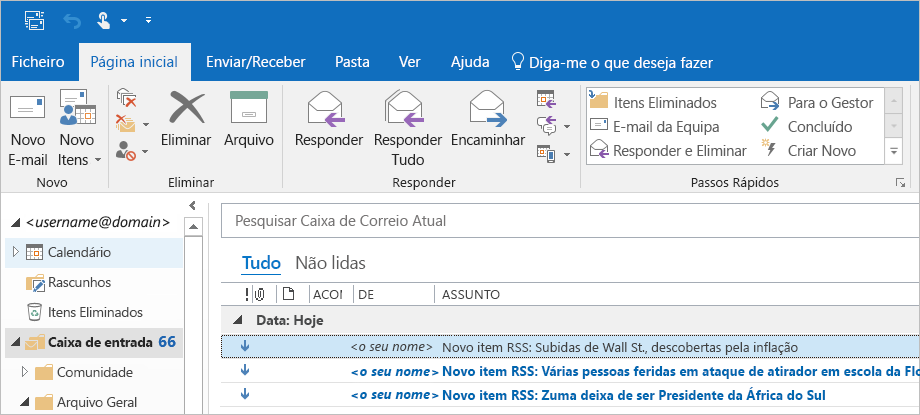 Ficheiro Página inicial Enviar/Receber Pasta Ver Ajuda Diga-me o que deseja fazer
Novo E-mail
Novo Itens
Novo
Eliminar
Arquivo
Eliminar
Responder
Responder Tudo
Encaminhar
Responder
Itens Eliminados
E-mail da Equipa
Responder e Eliminar
Para o Gestor
Concluído
Criar Novo
Passos Rápidos
<username@domain>
Calendário
Rascunhos
Itens Eliminados
Caixa de entrada 66
Comunidade
Arquivo Geral
Pesquisar Caixa de Correio Atual
Tudo Não lidas
! ACOI DE ASSUNTO
Data: Hoje
<o seu nome> Novo item RSS: Subidas de Wall St., descobertas pela inflação
<o seu nome> Novo item RSS: Várias pessoas feridas em ataque de atirador em escola da Flo
<o seu nome> Novo item RSS: Zuma deixa de ser Presidente da África do Sul